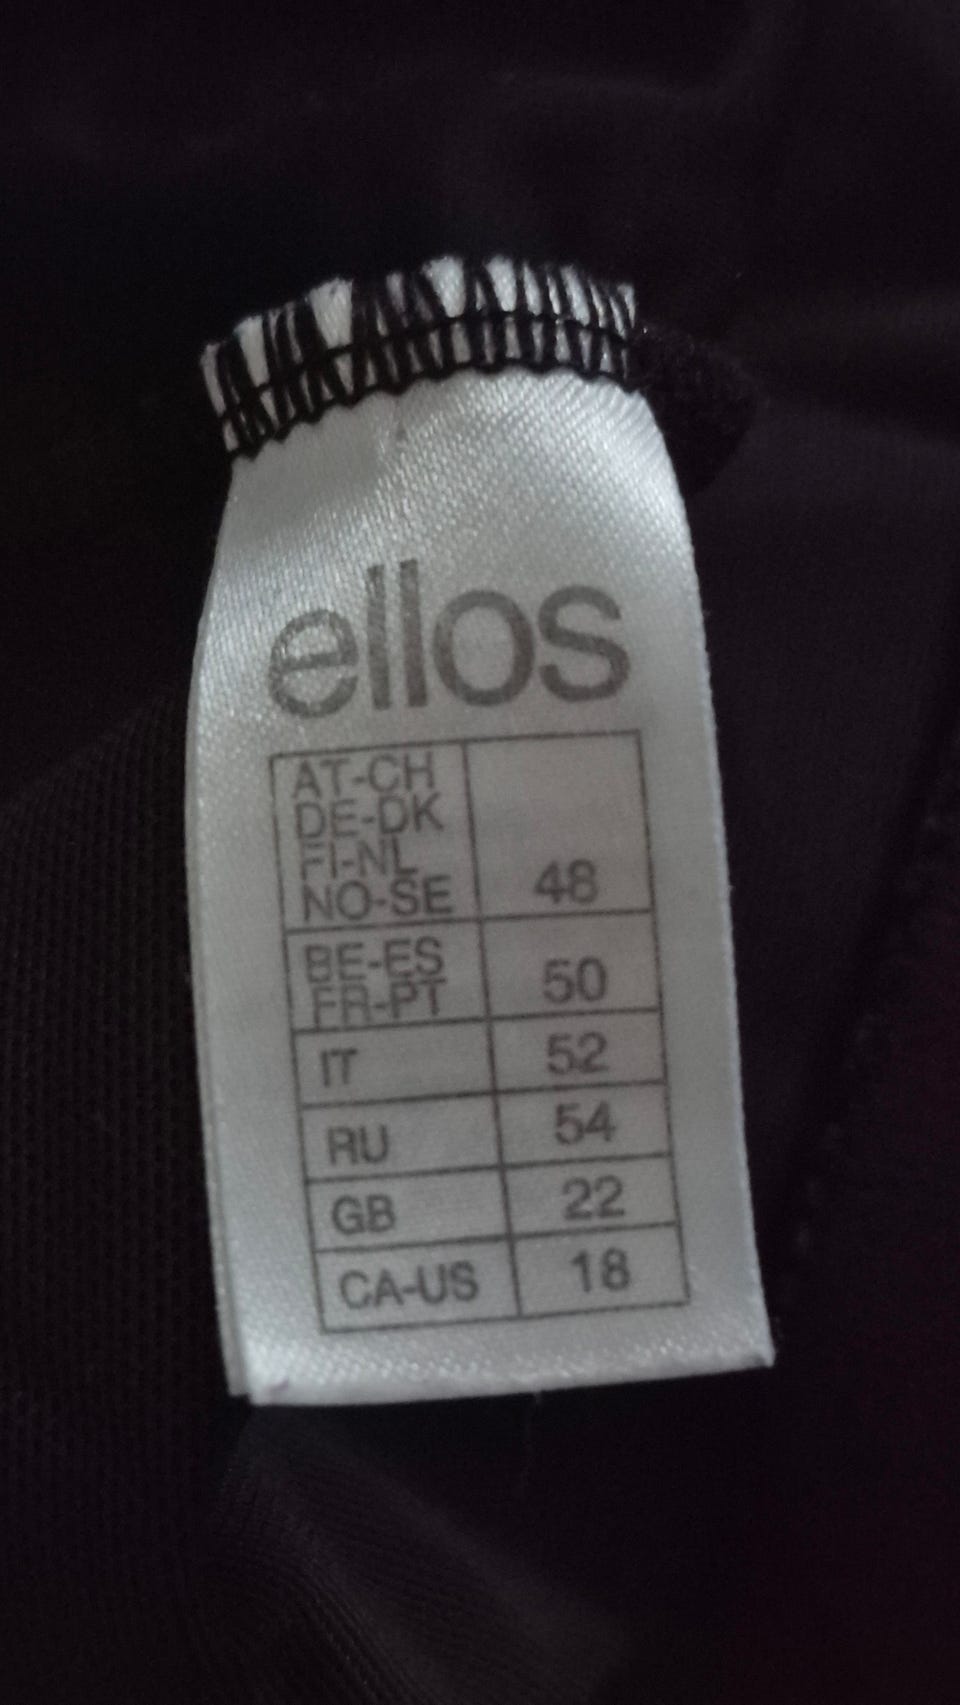 ellos
AT-CH
DE-DK
FI-NL
NO-SE 48
BE-ES
FR-PT 50
IT 52
RU 54
GB 22
CA-US 18